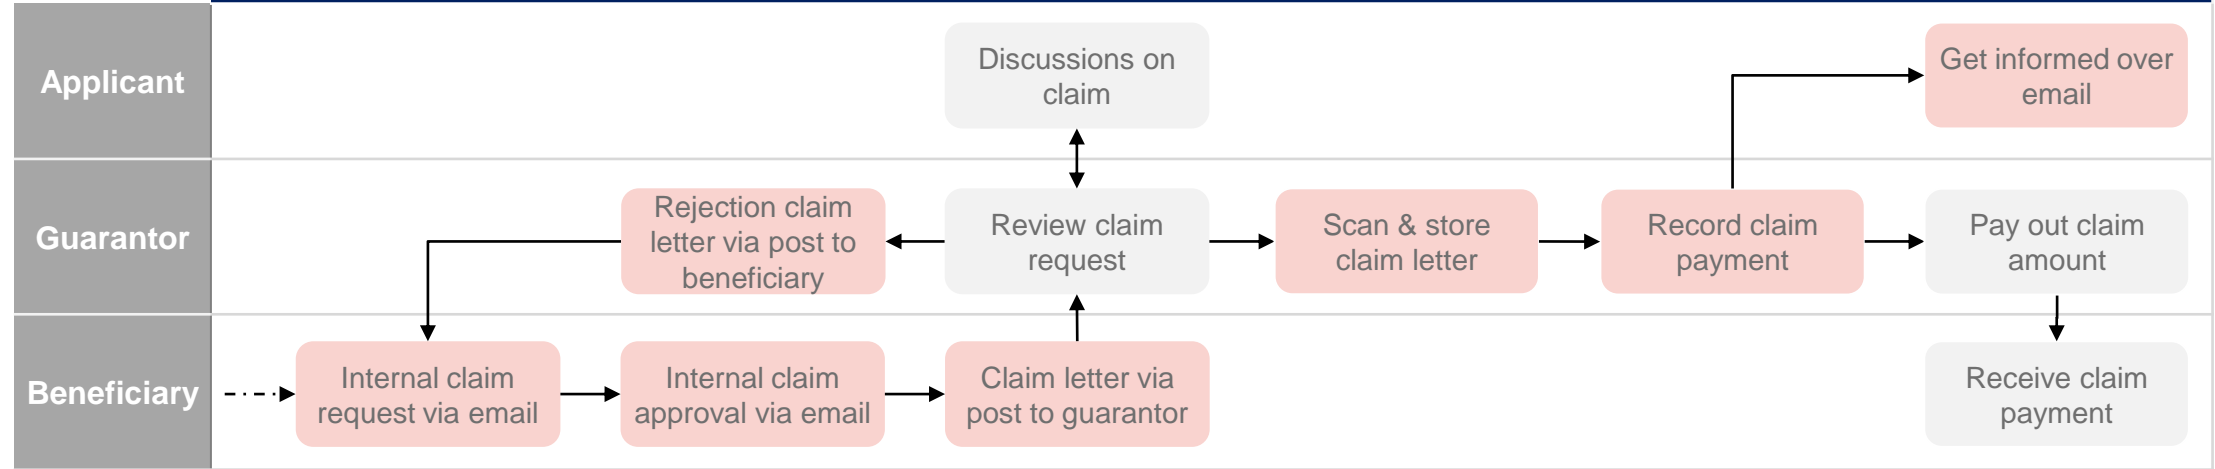 Applicant
Discussions on
claim
Get informed over
email
Guarantor
Rejection claim
letter via post to
beneficiary
Review claim
request
Scan & store
claim letter
Record claim
payment
Pay out claim
amount
Beneficiary
Internal claim
request via email
Internal claim
approval via email
Claim letter via
post to guarantor
Receive claim
payment